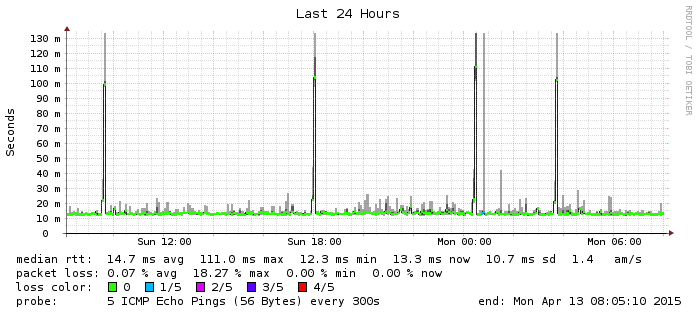 Last 24 Hours
RRDTOOL / TOBI OETIKER
Seconds
130 m
120 m
110 m
100 m
90 m
80 m
70 m
60 m
50 m
40 m
30 m
20 m
10 m
0
Sun 12:00 Sun 18:00 Mon 00:00 Mon 06:00
median rtt: 14.7 ms avg 111.0 ms max 12.3 ms min 13.3 ms now 10.7 ms sd 1.4 am/s
packet loss: 0.07 % avg 18.27 % max 0.00 % min 0.00 % now
loss color: 0 1/5 2/5 3/5 4/5
probe: 5 ICMP Echo Pings (56 Bytes) every 300s end: Mon Apr 13 08:05:10 2015